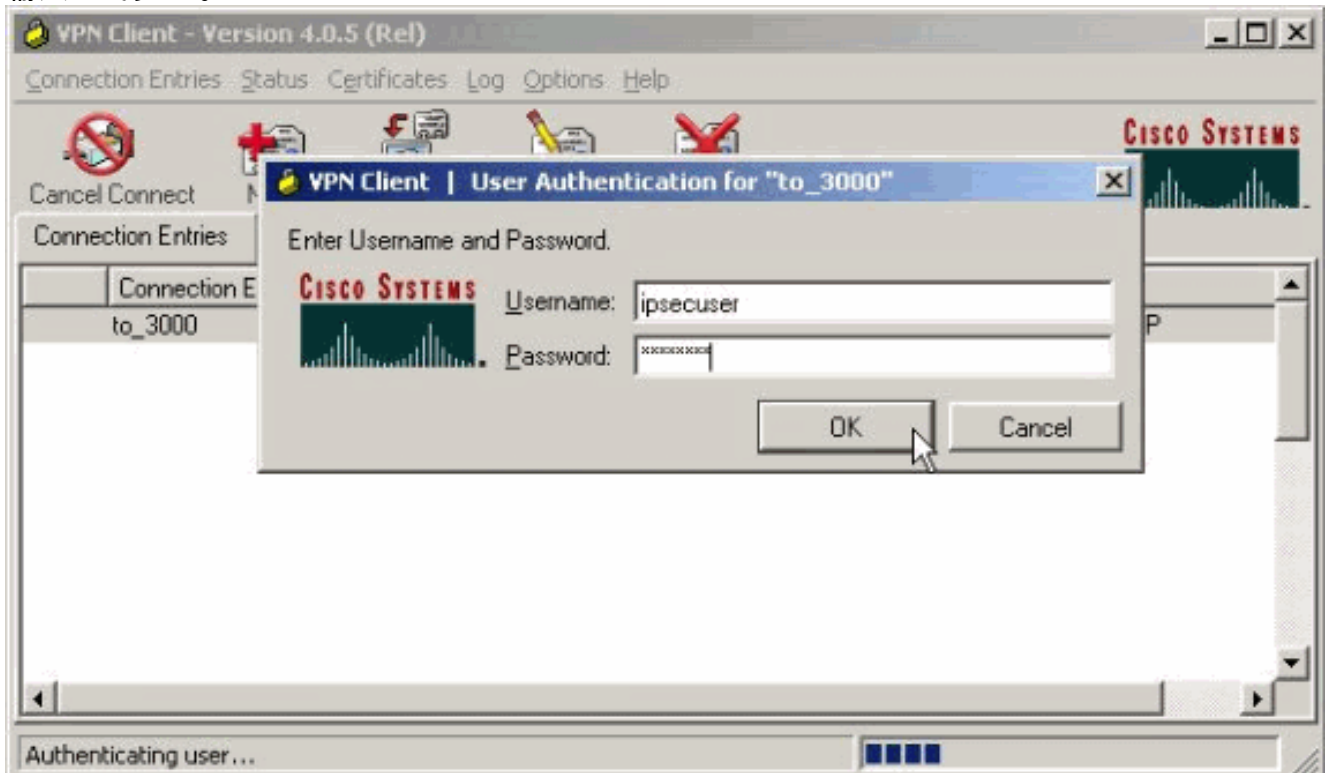 VPN Client - Version 4.0.5 (Rel)
Connection Entries Status Certificates Log Options Help
Cancel Connect
CISCO SYSTEMS
Connection Entries
Connection E
to_3000
P
VPN Client | User Authentication for "to_3000"
Enter Username and Password.
CISCO SYSTEMS
Username: ipsecuser
Password: ********
OK Cancel
Authenticating user...